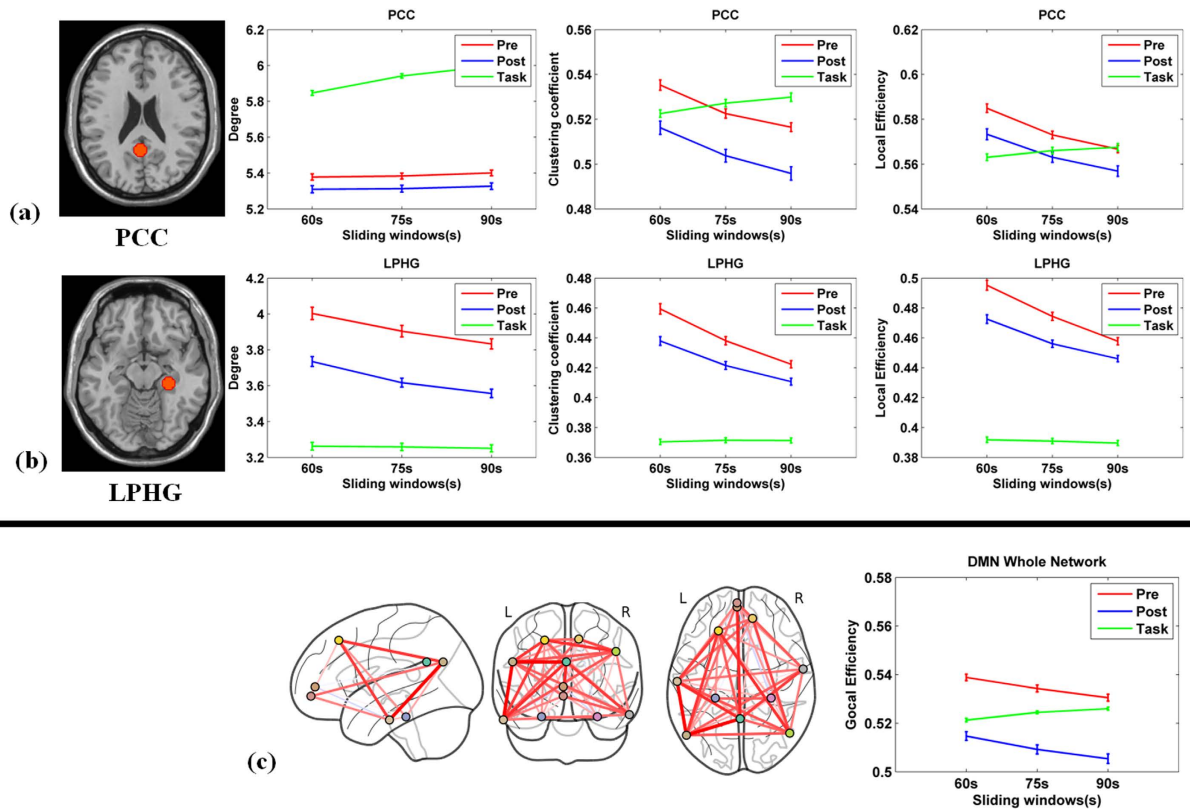 (a)
PCC
PCC
Degree
6.2
6
5.8
5.6
5.4
5.2
60s 75s 90s
Sliding windows(s)
Pre
Post
Task
PCC
Clustering coefficient
0.56
0.54
0.52
0.5
0.48
60s 75s 90s
Sliding windows(s)
Pre
Post
Task
PCC
Local Efficiency
0.62
0.6
0.58
0.56
0.54
60s 75s 90s
Sliding windows(s)
Pre
Post
Task
(b)
LPHG
LPHG
Degree
4.2
4
3.8
3.6
3.4
3.2
60s 75s 90s
Sliding windows(s)
Pre
Post
Task
LPHG
Clustering coefficient
0.48
0.46
0.44
0.42
0.4
0.38
0.36
60s 75s 90s
Sliding windows(s)
Pre
Post
Task
LPHG
Local Efficiency
0.5
0.48
0.46
0.44
0.42
0.4
0.38
60s 75s 90s
Sliding windows(s)
Pre
Post
Task
(c)
L R
L R
DMN Whole Network
Gocal Efficiency
0.58
0.56
0.54
0.52
0.5
60s 75s 90s
Sliding windows(s)
Pre
Post
Task